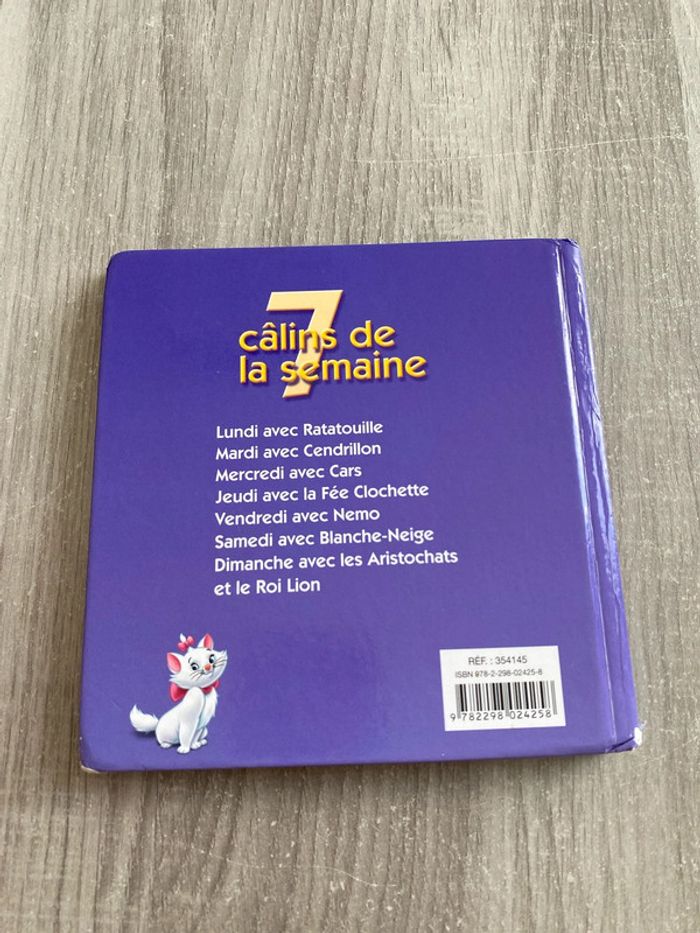 7
câlins de
la semaine
Lundi avec Ratatouille
Mardi avec Cendrillon
Mercredi avec Cars
Jeudi avec la Fée Clochette
Vendredi avec Nemo
Samedi avec Blanche-Neige
Dimanche avec les Aristochats
et le Roi Lion
RÉF. : 354145
ISBN 978-2-298-02425-8
9 782298 024258